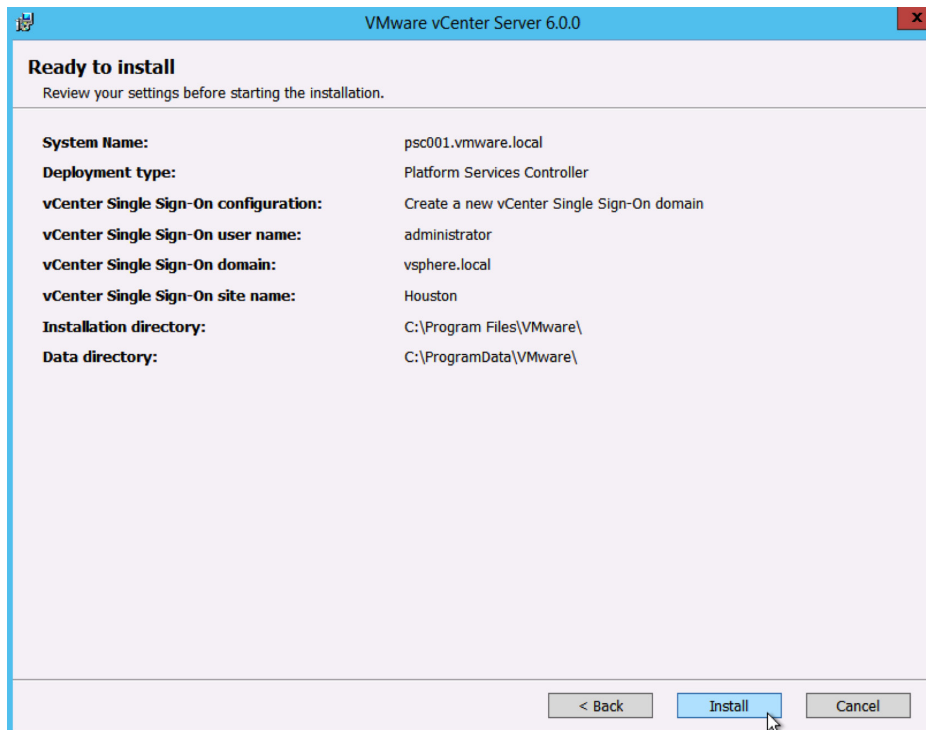 VMware vCenter Server 6.0.0
x
Ready to install
Review your settings before starting the installation.
System Name: psc001.vmware.local
Deployment type: Platform Services Controller
vCenter Single Sign-On configuration: Create a new vCenter Single Sign-On domain
vCenter Single Sign-On user name: administrator
vCenter Single Sign-On domain: vsphere.local
vCenter Single Sign-On site name: Houston
Installation directory: C:\Program Files\VMware\
Data directory: C:\ProgramData\VMware\
< Back Install Cancel